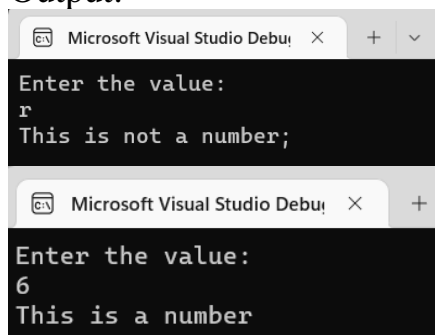 Output:
Microsoft Visual Studio Debu
Enter the value:
r
This is not a number;
Microsoft Visual Studio Debu
Enter the value:
6
This is a number